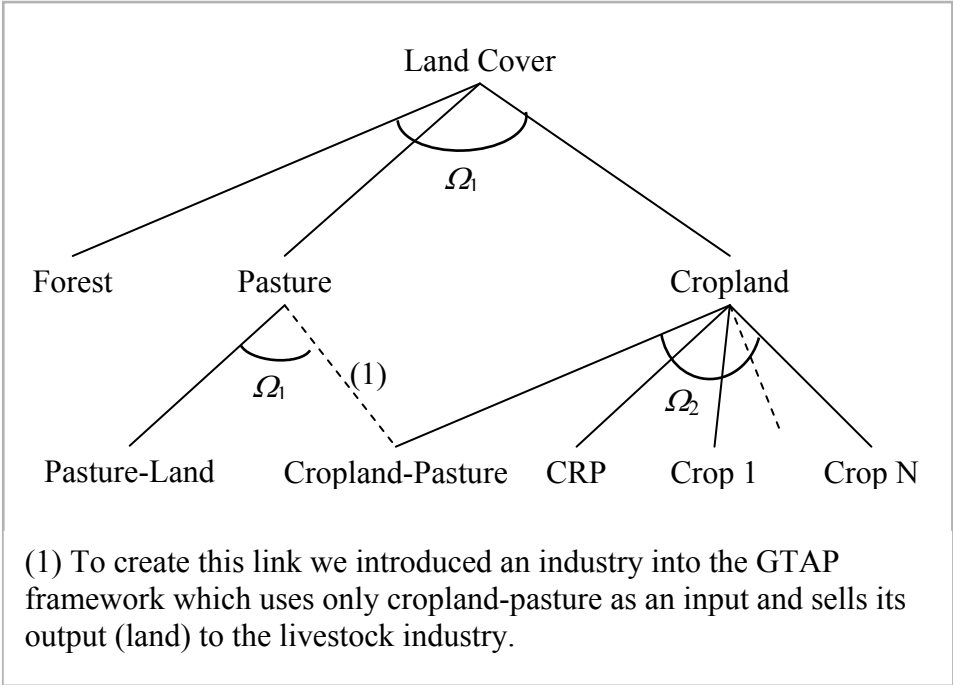 Land Cover
Ω1
Forest
Pasture
Cropland
(1)
Ω1
Ω2
Pasture-Land
Cropland-Pasture
CRP
Crop 1
Crop N
(1) To create this link we introduced an industry into the GTAP
framework which uses only cropland-pasture as an input and sells its
output (land) to the livestock industry.